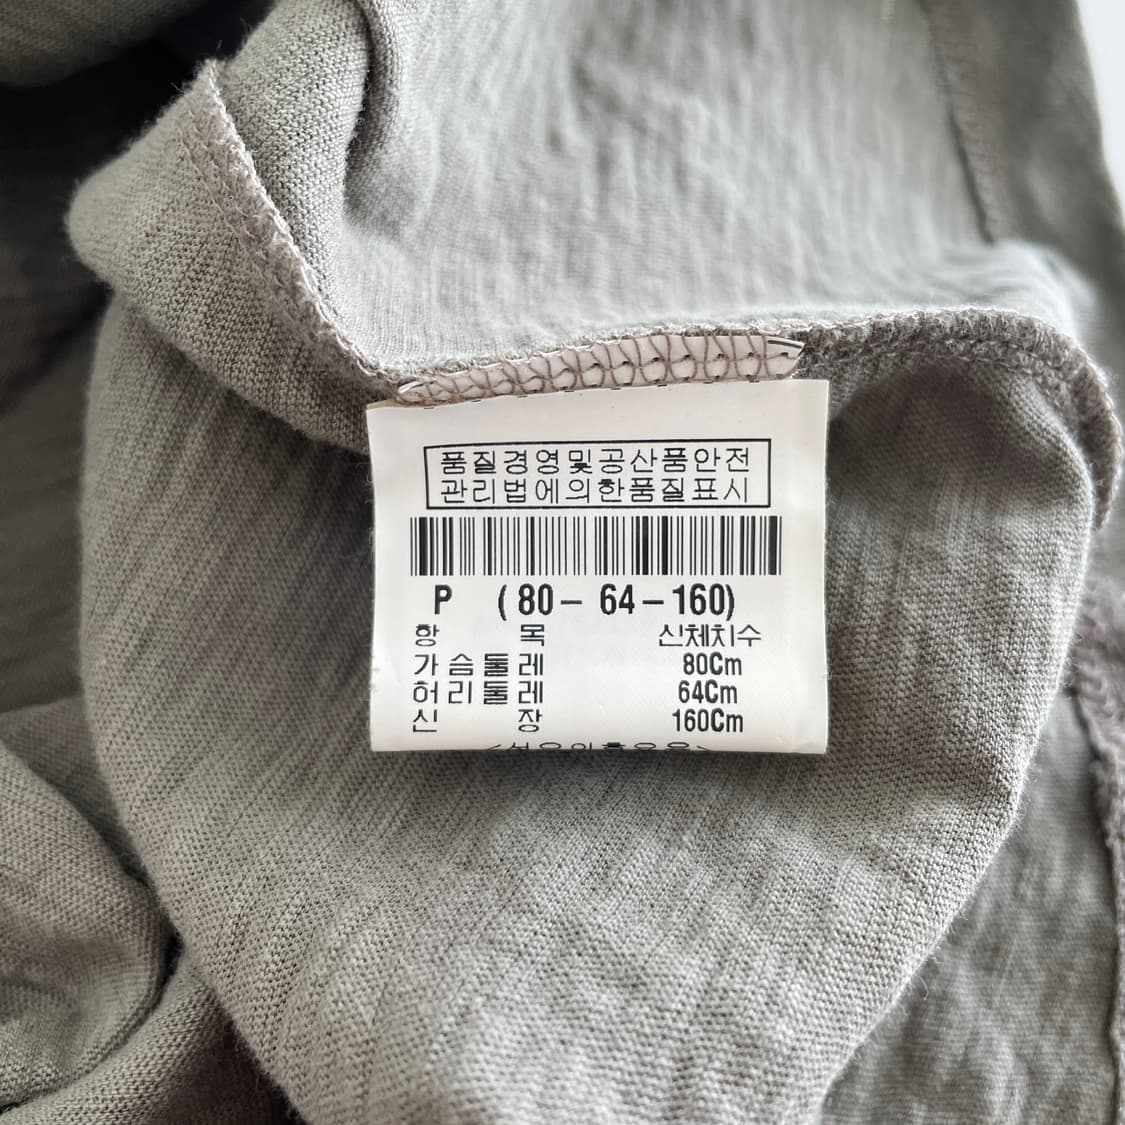 품질경영및공산품안전
관리법에의한품질표시
P (80- 64-160)
항 목 신체치수
가슴둘레 80Cm
허리둘레 64Cm
신 장 160Cm